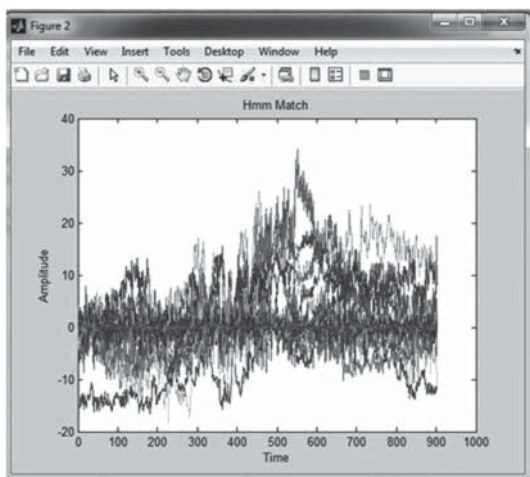 Figure 2
File Edit View Insert Tools Desktop Window Help
Hmm Match
40
30
20
10
0
-10
-20
Amplitude
0 100 200 300 400 500 600 700 800 900 1000
Time